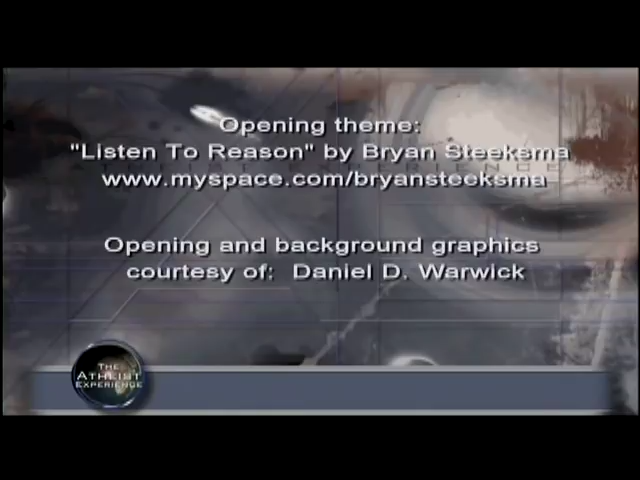 Opening theme:
"Listen To Reason" by Bryan Steeksma
www.myspace.com/bryansteeksma
Opening and background graphics
courtesy of: Daniel D. Warwick
THE
ATHEIST
EXPERIENCE